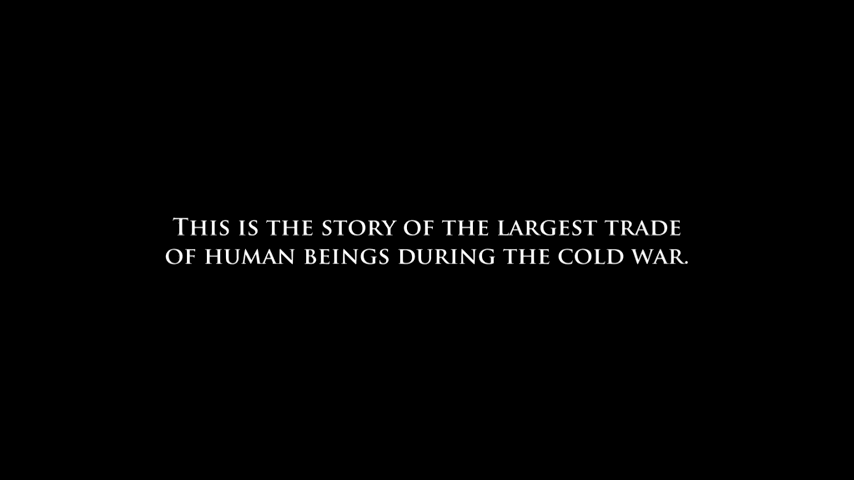 This is the story of the largest trade
of human beings during the cold war.